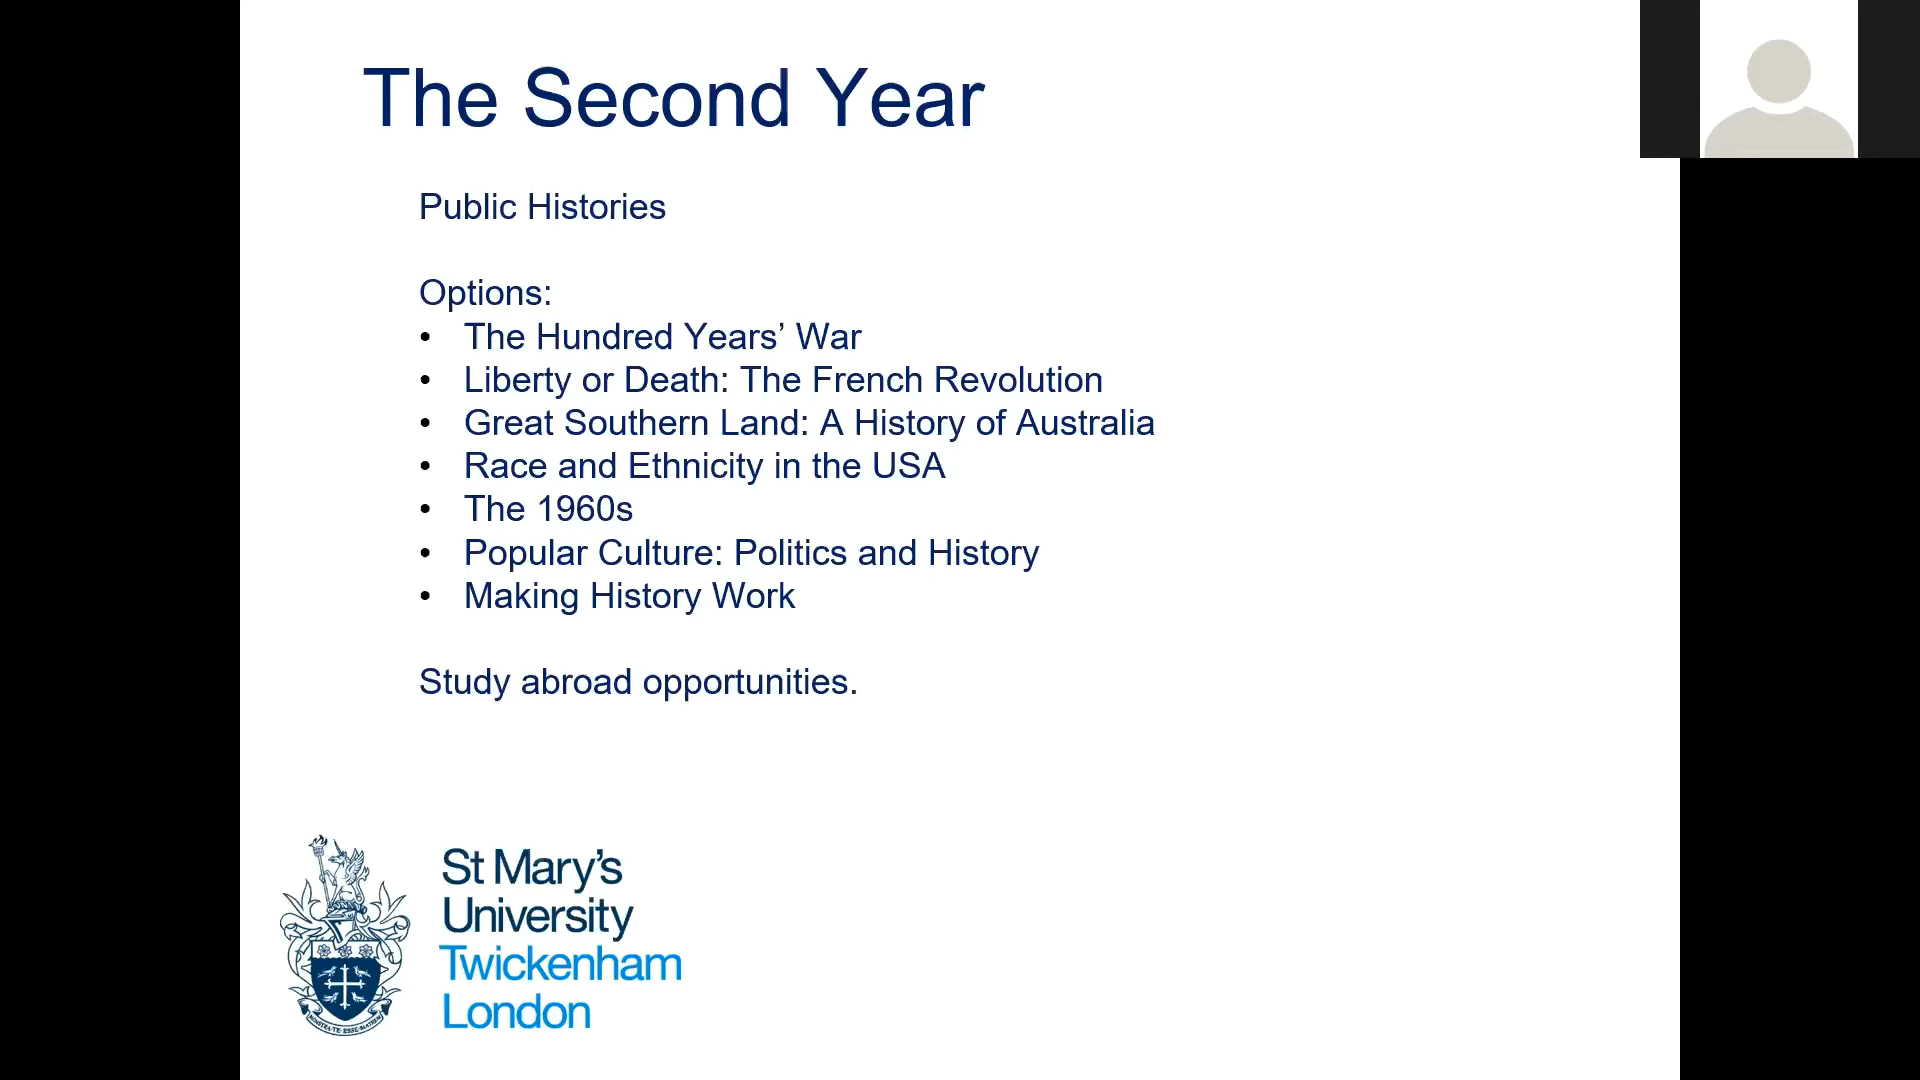 The Second Year
Public Histories
Options:
• The Hundred Years’ War
• Liberty or Death: The French Revolution
• Great Southern Land: A History of Australia
• Race and Ethnicity in the USA
• The 1960s
• Popular Culture: Politics and History
• Making History Work
Study abroad opportunities.
St Mary’s
University
Twickenham
London